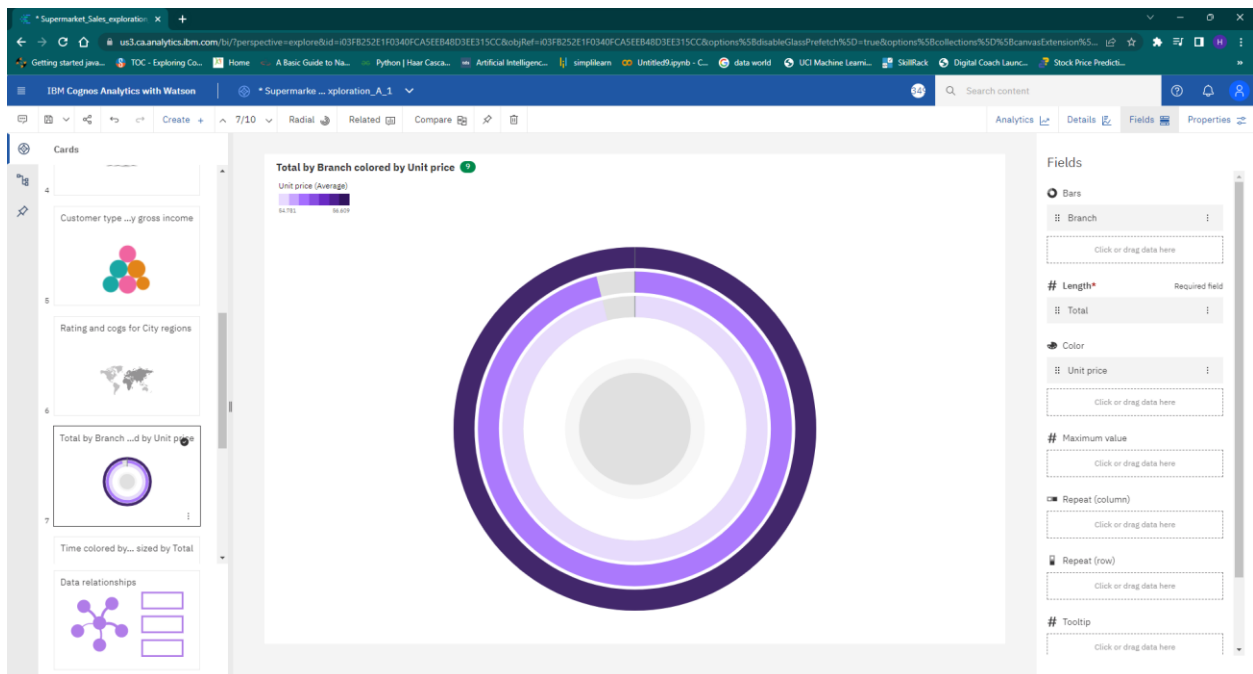 * Supermarket_Sales_exploration
us3.ca.analytics.ibm.com/bi/?perspective=explore&id=i03FB252E1F0340FCA5EEB48D3EE315CC&objRef=i03FB252E1F0340FCA5EEB48D3EE315CC&options%5BdisableGlassPrefetch%5D=true&options%5Bcollections%5D%5BcanvasExtension%5...
Getting started java... TOC - Exploring Co... Home A Basic Guide to Na... Python | Haar Casca... Artificial Intelligenc... simplilearn Untitled9.ipynb - C... data world UCI Machine Learni... SkillRack Digital Coach Launc... Stock Price Predicti...
IBM Cognos Analytics with Watson * Supermarke ... xploration_A_1 Search content
Create + 7/10 Radial Related Compare Analytics Details Fields Properties
Cards
4
Customer type ...y gross income
5
Rating and cogs for City regions
6
Total by Branch ...d by Unit price
7
Time colored by... sized by Total
Data relationships
Total by Branch colored by Unit price 9
Unit price (Average)
54.781 56.609
Fields
Bars
Branch
Click or drag data here
# Length* Required field
Total
Color
Unit price
Click or drag data here
# Maximum value
Click or drag data here
Repeat (column)
Click or drag data here
Repeat (row)
Click or drag data here
# Tooltip
Click or drag data here